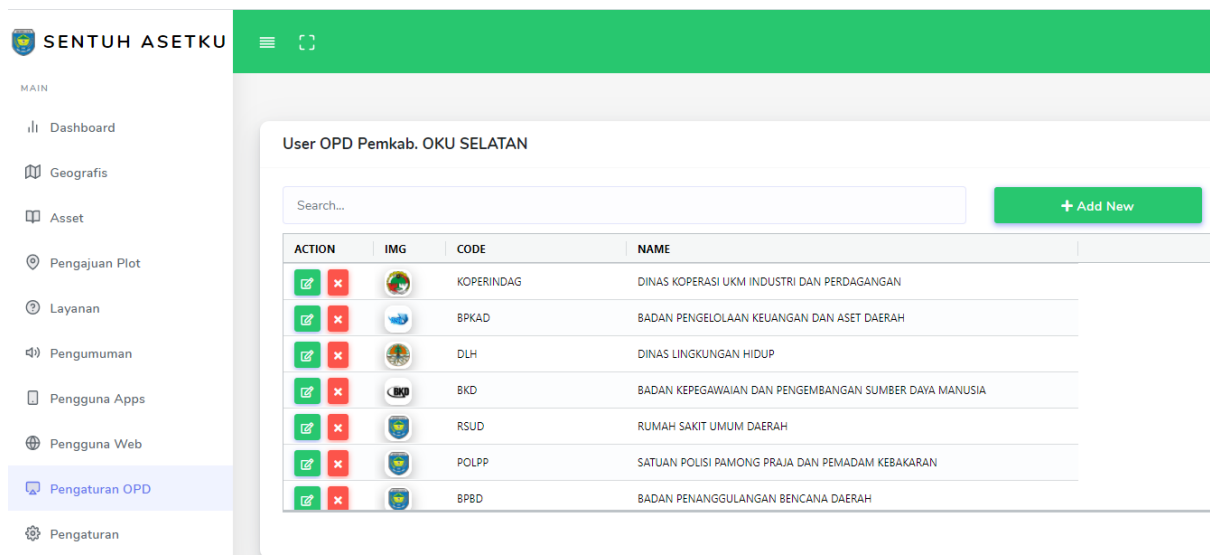 SENTUH ASETKU
MAIN
Dashboard
Geografis
Asset
Pengajuan Plot
Layanan
Pengumuman
Pengguna Apps
Pengguna Web
Pengaturan OPD
Pengaturan
User OPD Pemkab. OKU SELATAN
Search...
+ Add New
ACTION IMG CODE NAME
KOPERINDAG DINAS KOPERASI UKM INDUSTRI DAN PERDAGANGAN
BPKAD BADAN PENGELOLAAN KEUANGAN DAN ASET DAERAH
DLH DINAS LINGKUNGAN HIDUP
BKD BKD BADAN KEPEGAWAIAN DAN PENGEMBANGAN SUMBER DAYA MANUSIA
RSUD RUMAH SAKIT UMUM DAERAH
POLPP SATUAN POLISI PAMONG PRAJA DAN PEMADAM KEBAKARAN
BPBD BADAN PENANGGULANGAN BENCANA DAERAH